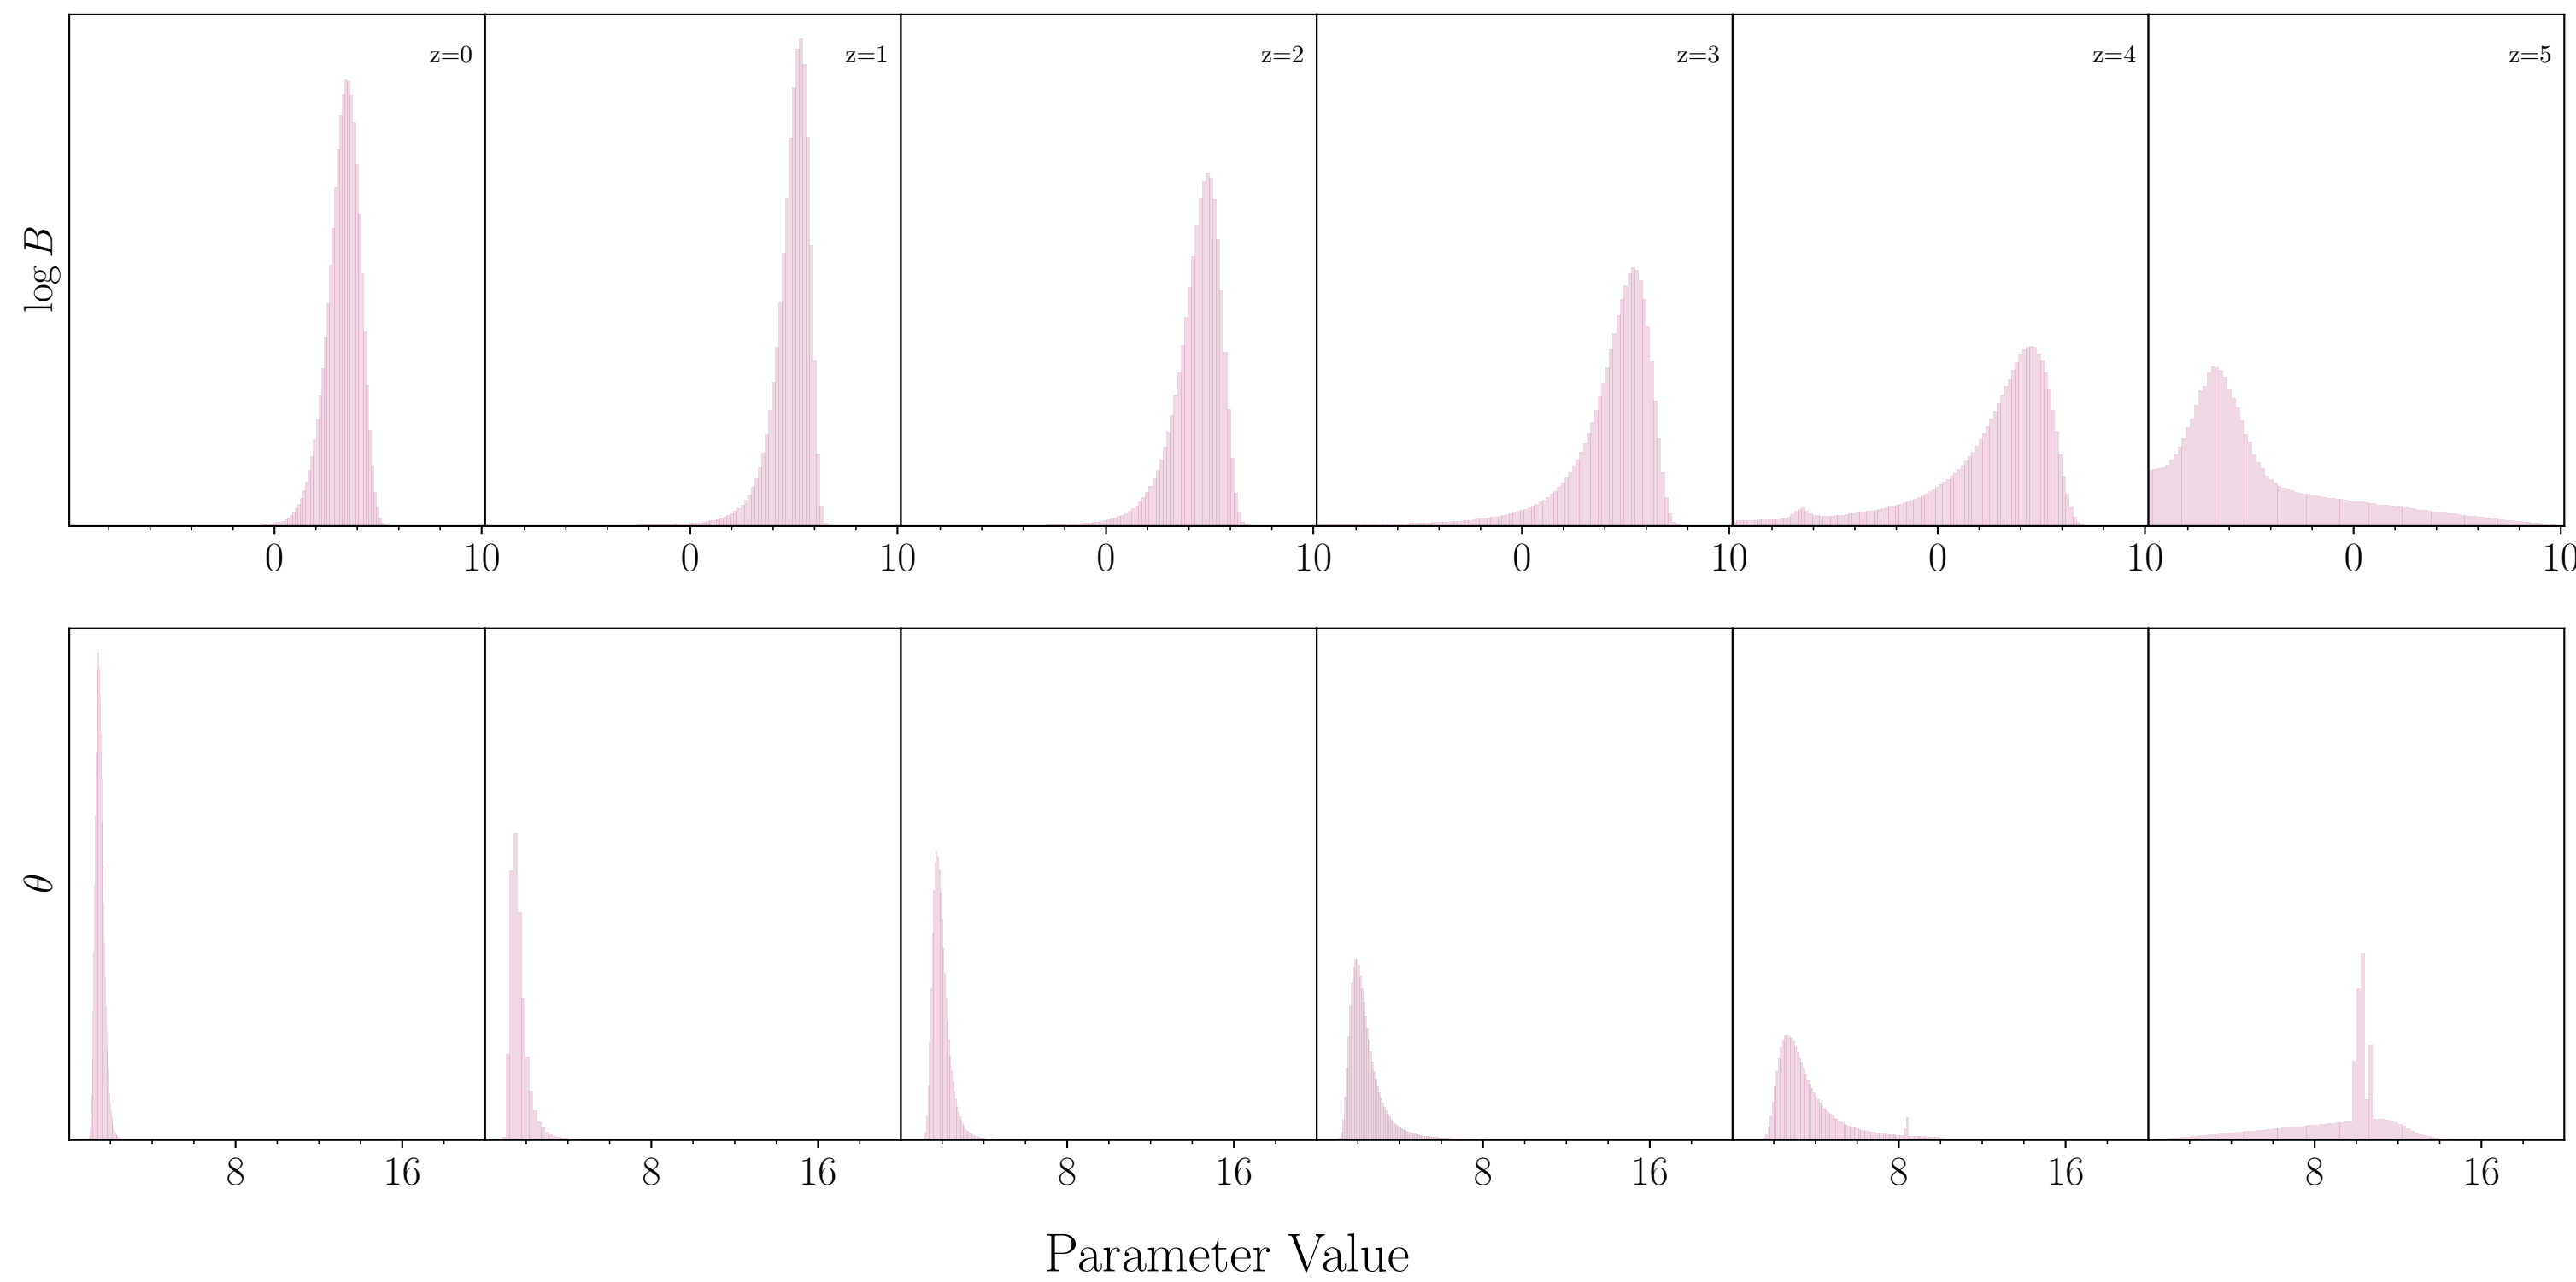 z=0 z=1 z=2 z=3 z=4 z=5
log B
0 10 0 10 0 10 0 10 0 10 0 10
θ
8 16 8 16 8 16 8 16 8 16 8 16
Parameter Value